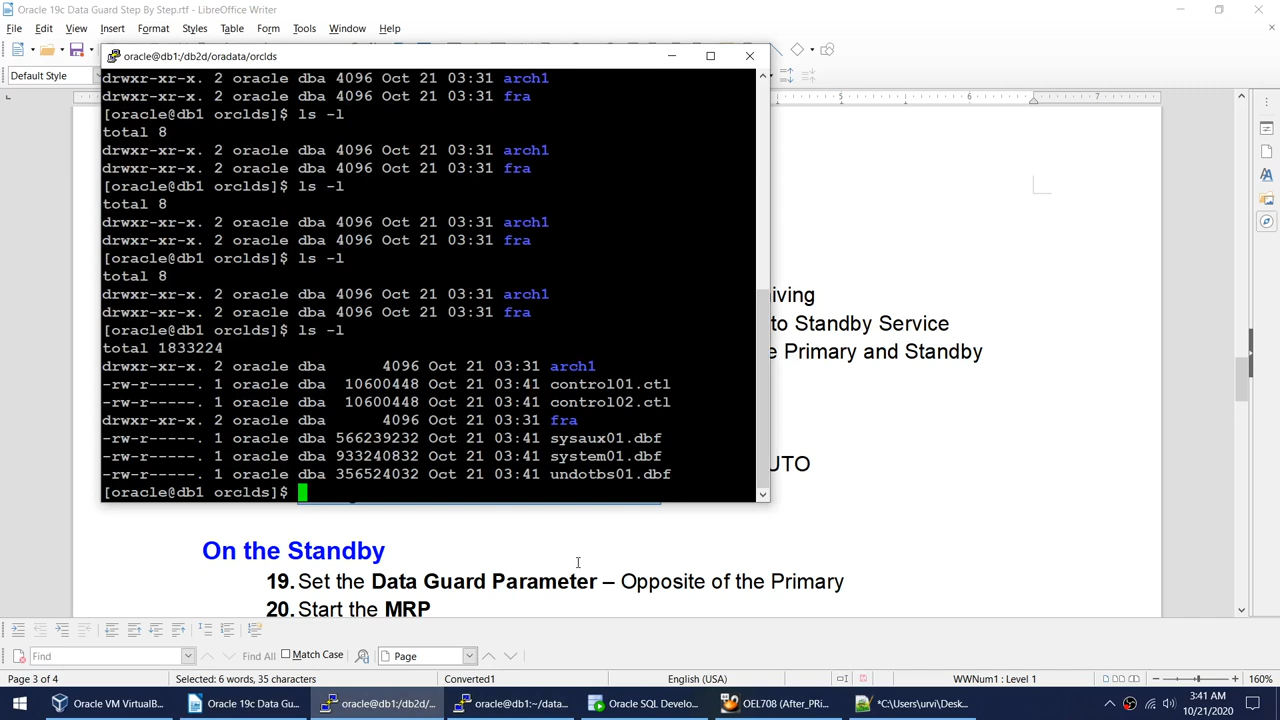 Oracle 19c Data Guard Step By Step.rtf - LibreOffice Writer
File Edit View Insert Format Styles Table Form Tools Window Help
oracle@db1:/db2d/oradata/orclds
Default Style
drwxr-xr-x. 2 oracle dba 4096 Oct 21 03:31 arch1
drwxr-xr-x. 2 oracle dba 4096 Oct 21 03:31 fra
[oracle@db1 orclds]$ ls -l
total 8
drwxr-xr-x. 2 oracle dba 4096 Oct 21 03:31 arch1
drwxr-xr-x. 2 oracle dba 4096 Oct 21 03:31 fra
[oracle@db1 orclds]$ ls -l
total 8
drwxr-xr-x. 2 oracle dba 4096 Oct 21 03:31 arch1
drwxr-xr-x. 2 oracle dba 4096 Oct 21 03:31 fra
[oracle@db1 orclds]$ ls -l
total 8
drwxr-xr-x. 2 oracle dba 4096 Oct 21 03:31 arch1
drwxr-xr-x. 2 oracle dba 4096 Oct 21 03:31 fra
[oracle@db1 orclds]$ ls -l
total 1833224
drwxr-xr-x. 2 oracle dba 4096 Oct 21 03:31 arch1
-rw-r-----. 1 oracle dba 10600448 Oct 21 03:41 control01.ctl
-rw-r-----. 1 oracle dba 10600448 Oct 21 03:41 control02.ctl
drwxr-xr-x. 2 oracle dba 4096 Oct 21 03:31 fra
-rw-r-----. 1 oracle dba 566239232 Oct 21 03:41 sysaux01.dbf
-rw-r-----. 1 oracle dba 933240832 Oct 21 03:41 system01.dbf
-rw-r-----. 1 oracle dba 356524032 Oct 21 03:41 undotbs01.dbf
[oracle@db1 orclds]$
5 6 7
iving
to Standby Service
e Primary and Standby
UTO
On the Standby
19. Set the Data Guard Parameter – Opposite of the Primary
20. Start the MRP
Find Find All Match Case Page
Page 3 of 4 Selected: 6 words, 35 characters Converted1 English (USA) WWNum1 : Level 1 160%
Oracle VM VirtualB... Oracle 19c Data Gu... oracle@db1:/db2d/... oracle@db1:~/data... Oracle SQL Develo... OEL708 (After_PRi... *C:\Users\urvi\Desk...
3:41 AM
10/21/2020